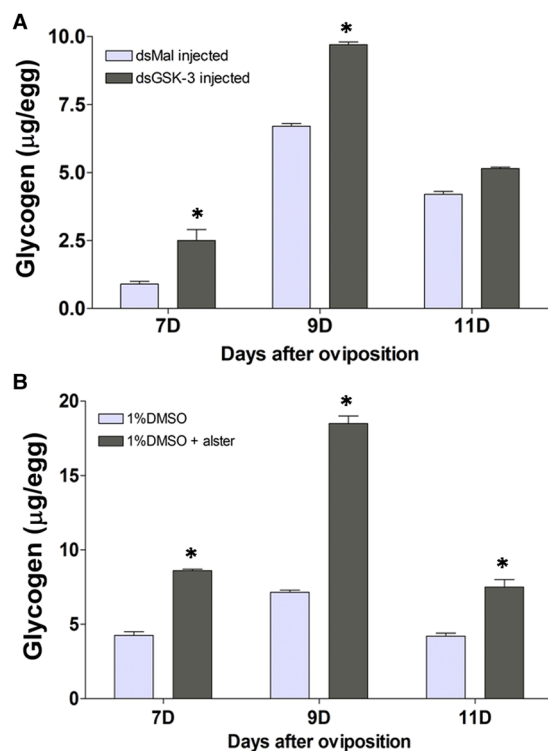 A
10.0
7.5
5.0
2.5
0.0
Glycogen (μg/egg)
dsMal injected
dsGSK-3 injected
*
*
7D 9D 11D
Days after oviposition
B
20
15
10
5
0
Glycogen (μg/egg)
1%DMSO
1%DMSO + alster
*
*
*
7D 9D 11D
Days after oviposition